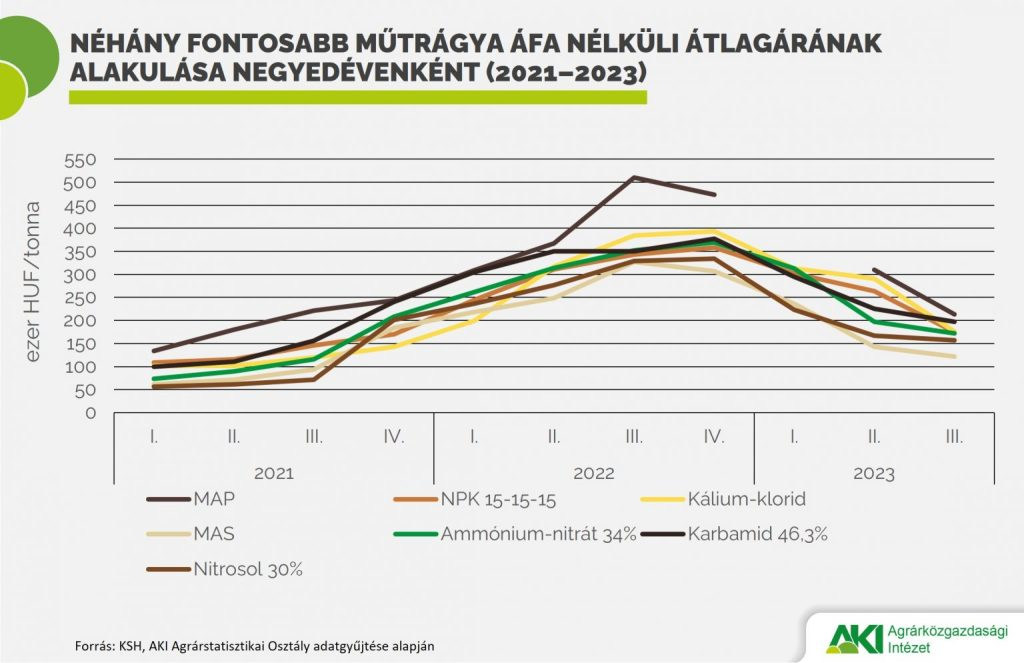 NÉHÁNY FONTOSABB MŰTRÁGYA ÁFA NÉLKÜLI ÁTLAGÁRÁNAK
ALAKULÁSA NEGYEDÉVENKÉNT (2021–2023)
ezer HUF/tonna
550
500
450
400
350
300
250
200
150
100
50
0
I. II. III. IV. I. II. III. IV. I. II. III.
2021 2022 2023
MAP NPK 15-15-15 Kálium-klorid
MAS Ammónium-nitrát 34% Karbamid 46,3%
Nitrosol 30%
Forrás: KSH, AKI Agrárstatisztikai Osztály adatgyűjtése alapján
AKI Agrárközgazdasági
Intézet